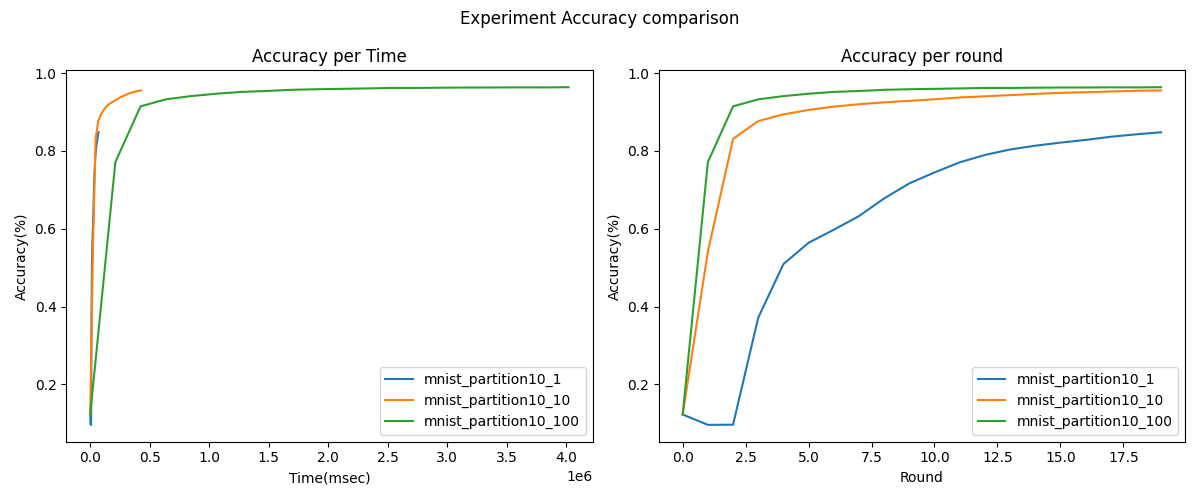 Experiment Accuracy comparison
Accuracy per Time
Accuracy(%)
1.0
0.8
0.6
0.4
0.2
mnist_partition10_1
mnist_partition10_10
mnist_partition10_100
0.0 0.5 1.0 1.5 2.0 2.5 3.0 3.5 4.0
1e6
Time(msec)
Accuracy per round
Accuracy(%)
1.0
0.8
0.6
0.4
0.2
mnist_partition10_1
mnist_partition10_10
mnist_partition10_100
0.0 2.5 5.0 7.5 10.0 12.5 15.0 17.5
Round